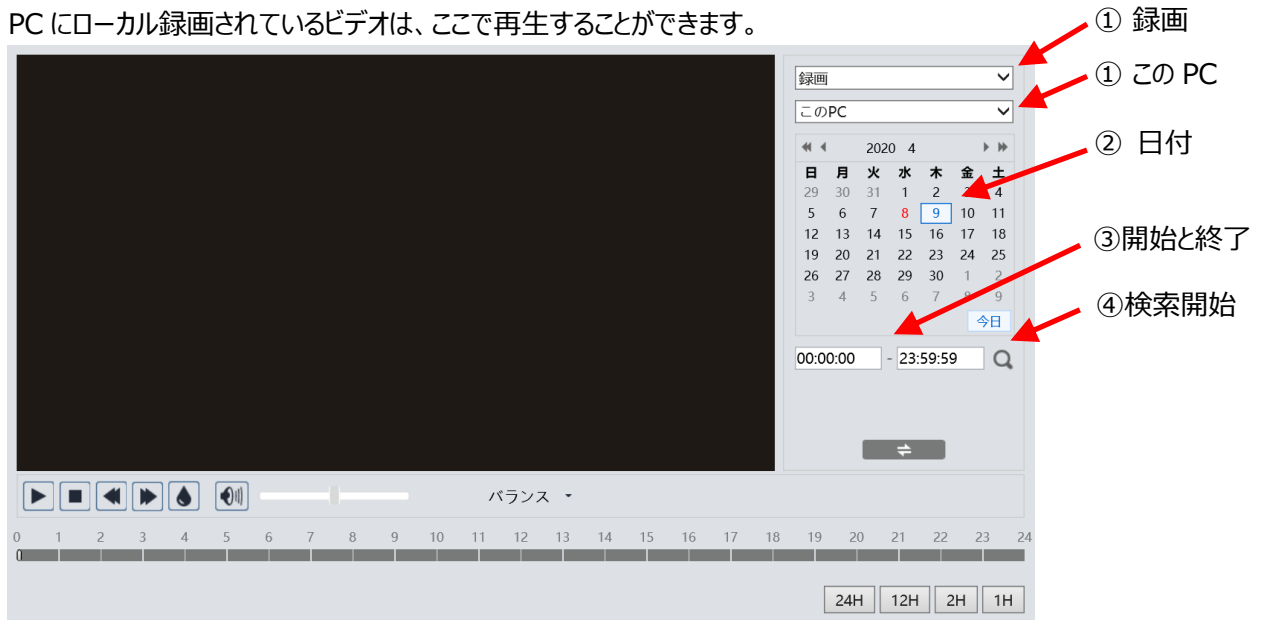 PC にローカル録画されているビデオは、ここで再生することができます。
① 録画
① この PC
② 日付
③開始と終了
④検索開始
録画
このPC
2020 4
日 月 火 水 木 金 土
29 30 31 1 2 3 4
5 6 7 8 9 10 11
12 13 14 15 16 17 18
19 20 21 22 23 24 25
26 27 28 29 30 1 2
3 4 5 6 7 8 9
今日
00:00:00 - 23:59:59
バランス
0 1 2 3 4 5 6 7 8 9 10 11 12 13 14 15 16 17 18 19 20 21 22 23 24
24H 12H 2H 1H